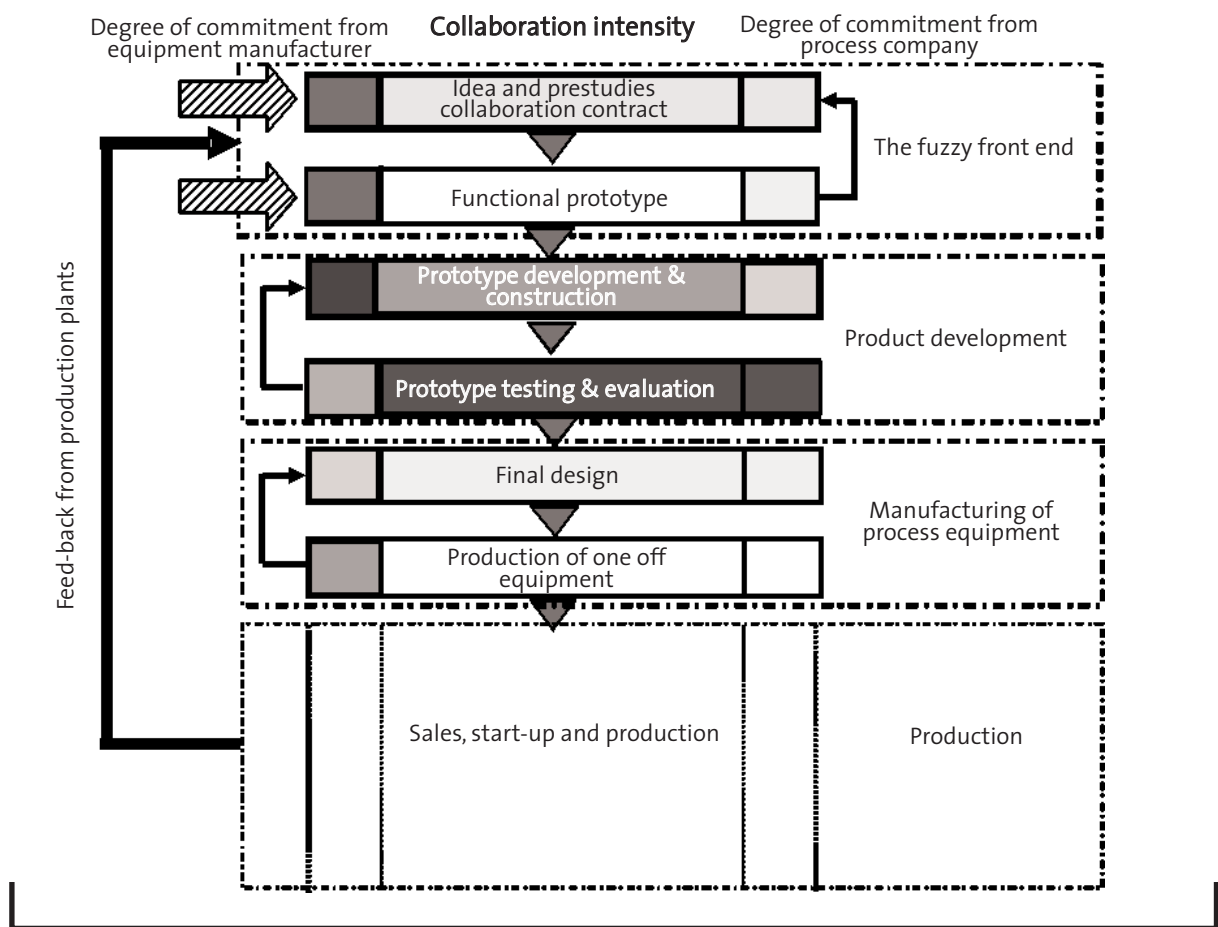 Degree of commitment from
equipment manufacturer
Collaboration intensity
Degree of commitment from
process company
Idea and prestudies
collaboration contract
The fuzzy front end
Functional prototype
Prototype development &
construction
Product development
Prototype testing & evaluation
Final design
Manufacturing of
process equipment
Production of one off
equipment
Feed-back from production plants
Sales, start-up and production
Production